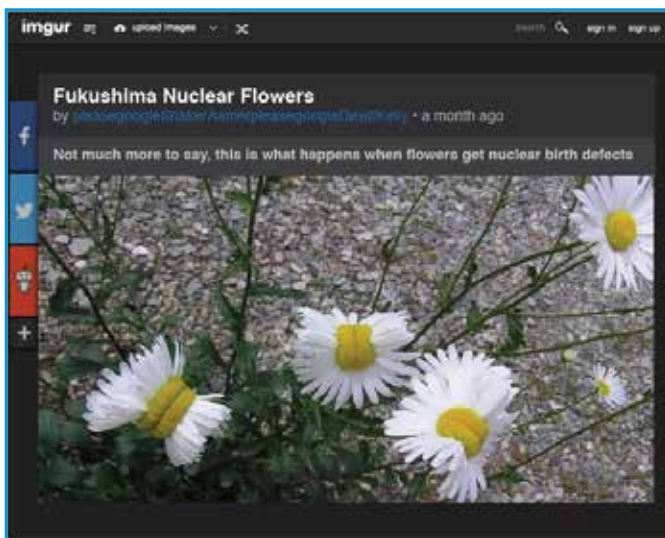 imgur upload images search sign in sign up
Fukushima Nuclear Flowers
by • a month ago
Not much more to say, this is what happens when flowers get nuclear birth defects